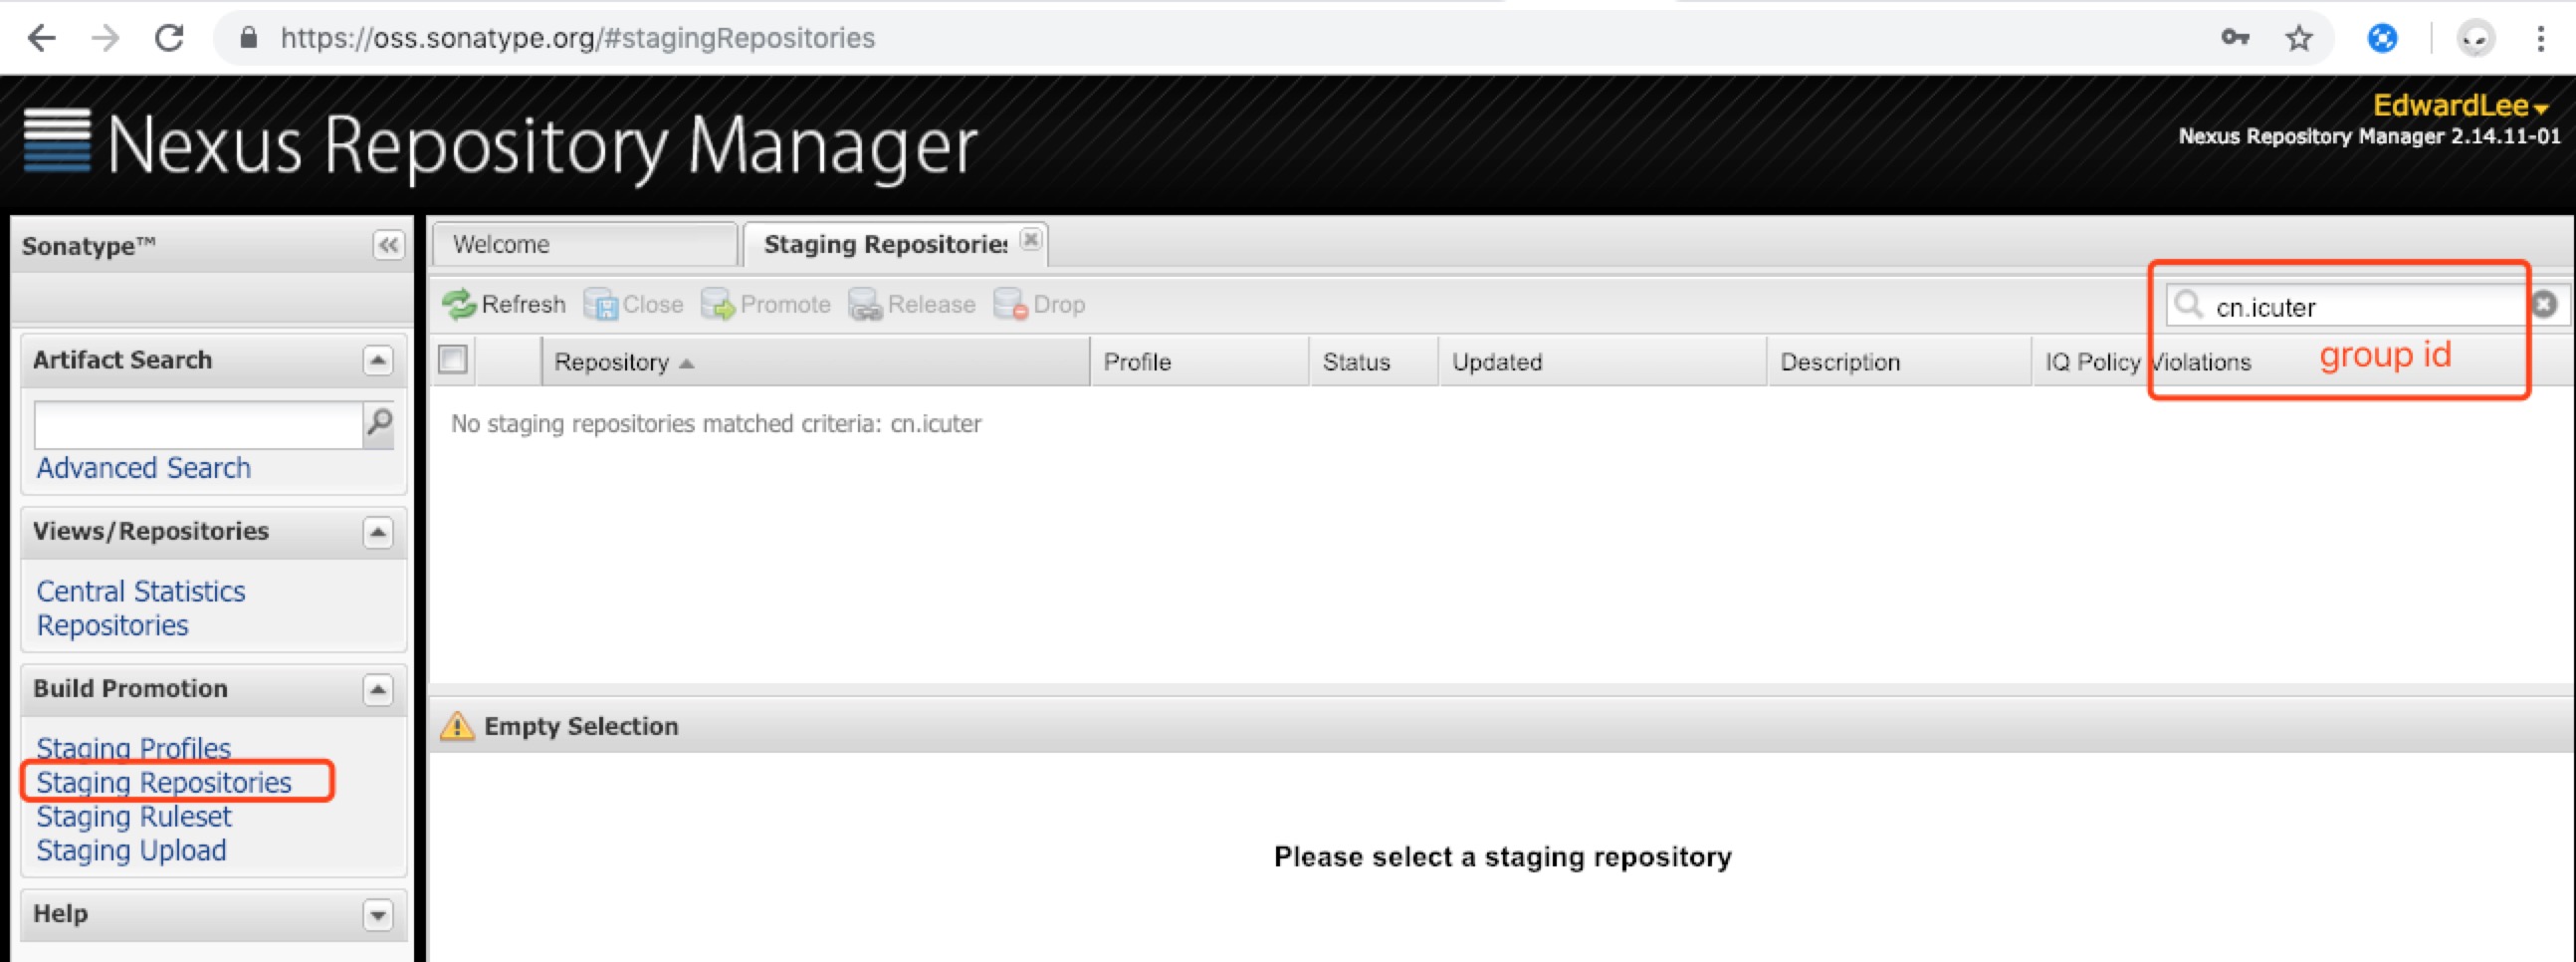 https://oss.sonatype.org/#stagingRepositories
EdwardLee
Nexus Repository Manager
Nexus Repository Manager 2.14.11-01
Sonatype™
Welcome
Staging Repositories
Refresh Close Promote Release Drop
cn.icuter
group id
Repository Profile Status Updated Description IQ Policy Violations
No staging repositories matched criteria: cn.icuter
Artifact Search
Advanced Search
Views/Repositories
Central Statistics
Repositories
Build Promotion
Staging Profiles
Staging Repositories
Staging Ruleset
Staging Upload
Help
Empty Selection
Please select a staging repository